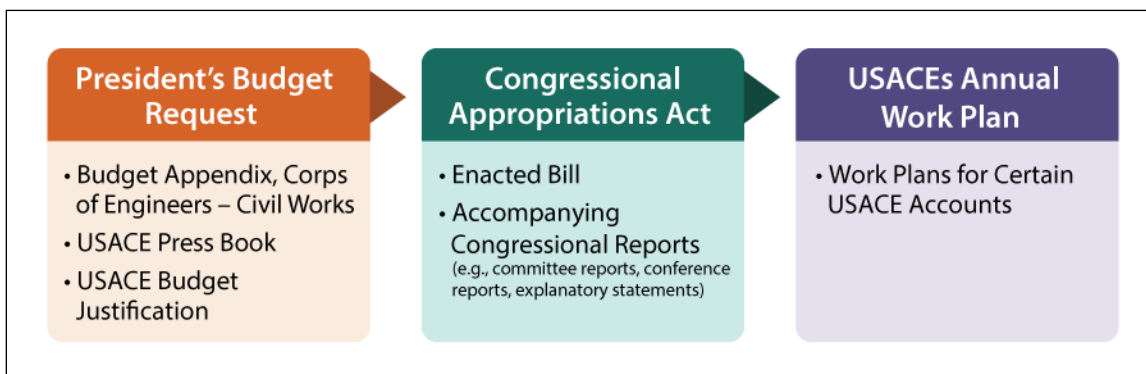 President's Budget
Request
• Budget Appendix, Corps
of Engineers – Civil Works
• USACE Press Book
• USACE Budget
Justification
Congressional
Appropriations Act
• Enacted Bill
• Accompanying
Congressional Reports
(e.g., committee reports, conference
reports, explanatory statements)
USACEs Annual
Work Plan
• Work Plans for Certain
USACE Accounts